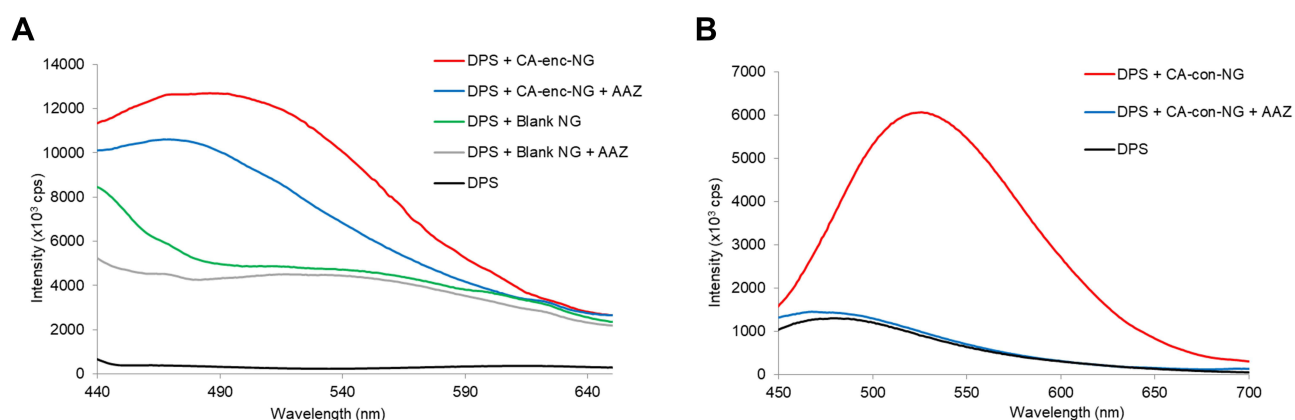 A
14000
12000
10000
8000
6000
4000
2000
0
440
490
540
590
640
Intensity (x10³ cps)
Wavelength (nm)
DPS + CA-enc-NG
DPS + CA-enc-NG + AAZ
DPS + Blank NG
DPS + Blank NG + AAZ
DPS
B
7000
6000
5000
4000
3000
2000
1000
0
450
500
550
600
650
700
Intensity (x10³ cps)
Wavelength (nm)
DPS + CA-con-NG
DPS + CA-con-NG + AAZ
DPS